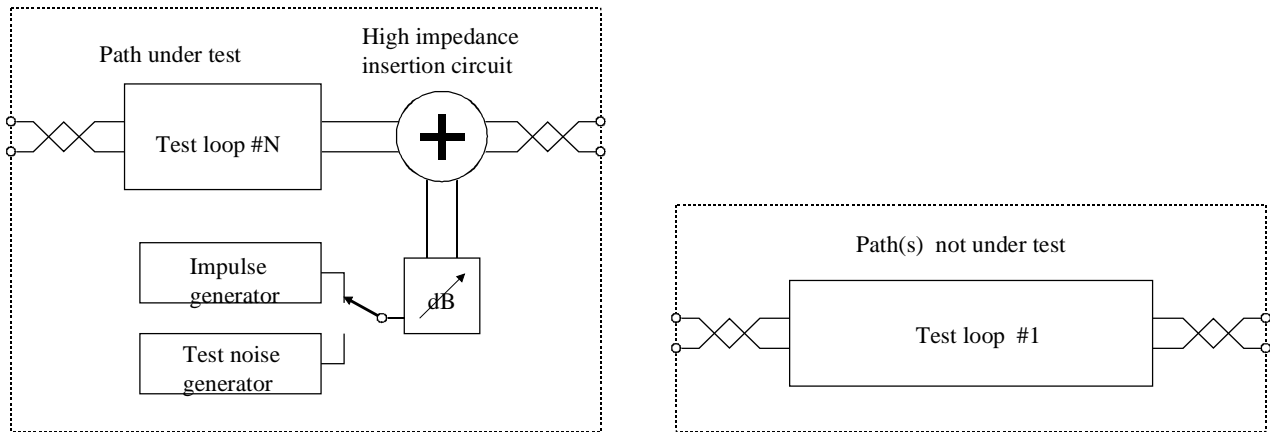 Path under test
High impedance
insertion circuit
Test loop #N
Impulse
generator
dB
Test noise
generator
Path(s) not under test
Test loop #1